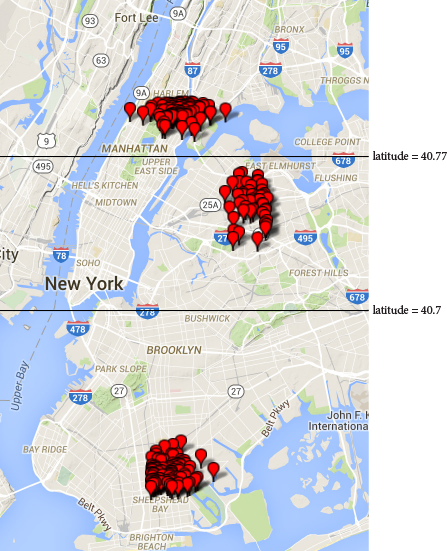 9A
Fort Lee
93
BRONX
95
95
63
87
278
THROGGS N
9A
HARLEM
9
MANHATTAN
COLLEGE POINT
latitude = 40.77
678
495
UPPER
EAST SIDE
EAST ELMHURST
FLUSHING
HELL'S KITCHEN
MIDTOWN
25A
495
City
78
SOHO
FOREST HILLS
New York
678
278
latitude = 40.7
BUSHWICK
478
BROOKLYN
PARK SLOPE
Upper Bay
278
27
27
Belt Pkwy
John F. K
Internationa
BAY RIDGE
Belt Pkwy
SHEEPSHEAD
BAY
BRIGHTON
BEACH